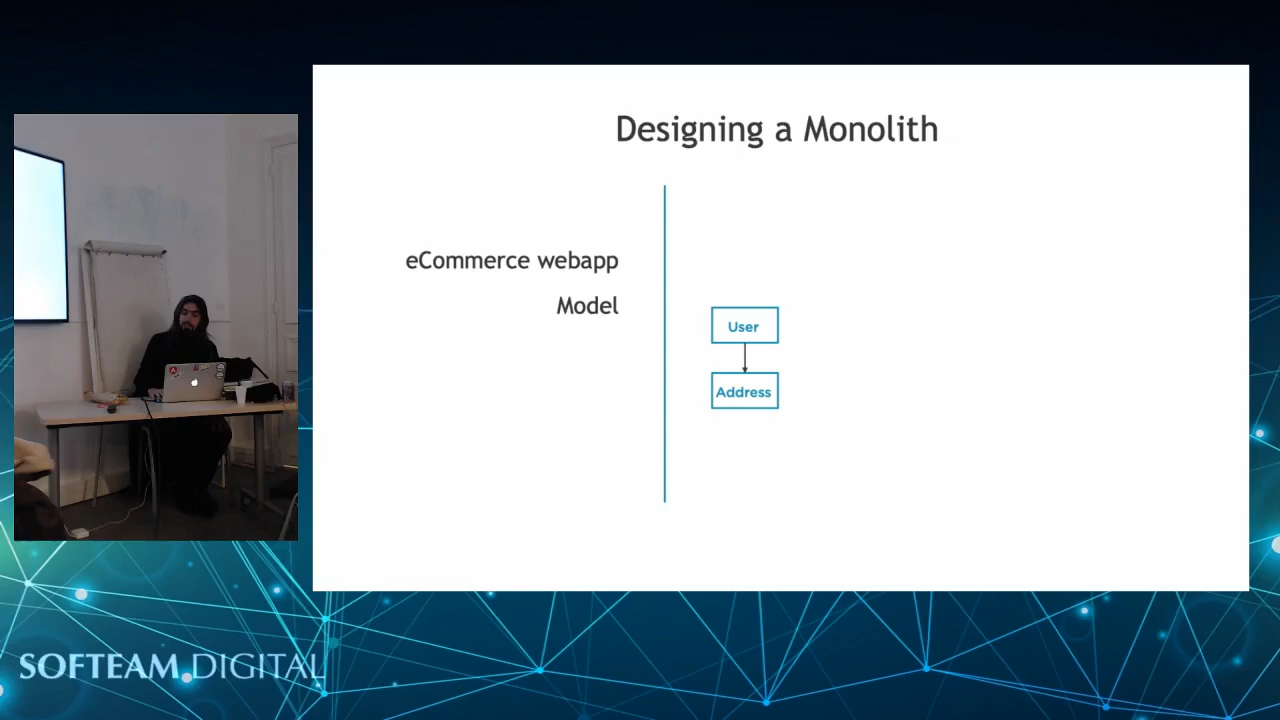 Designing a Monolith
eCommerce webapp
Model
User
Address
SOFTEAM DIGITAL